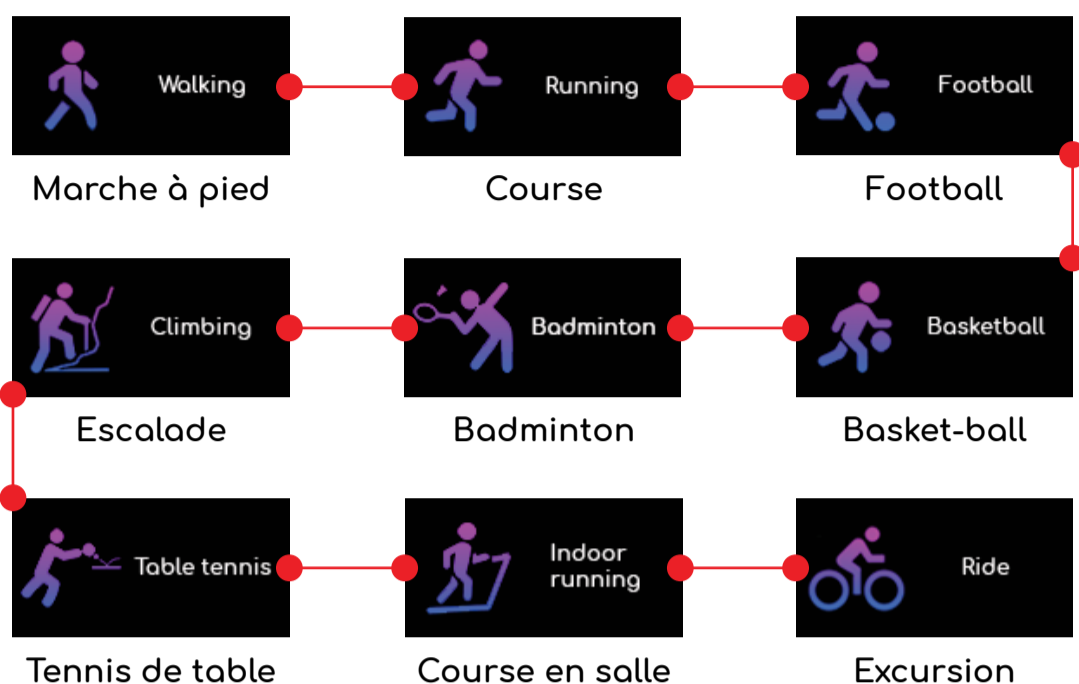 Walking
Running
Football
Marche à pied
Course
Football
Climbing
Badminton
Basketball
Escalade
Badminton
Basket-ball
Table tennis
Indoor
running
Ride
Tennis de table
Course en salle
Excursion